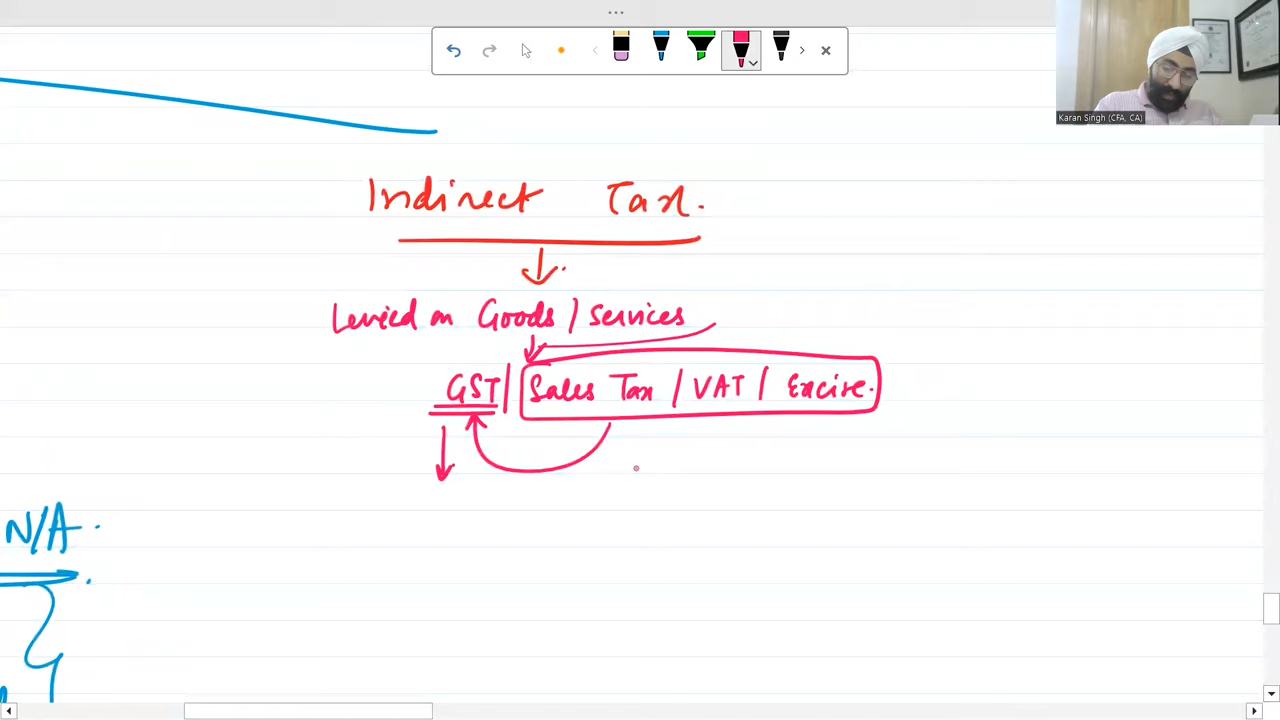 Karan Singh (CFA, CA)
Indirect Tax.
Levied on Goods / Services
GST / Sales Tax / VAT / Excise.
N/A.